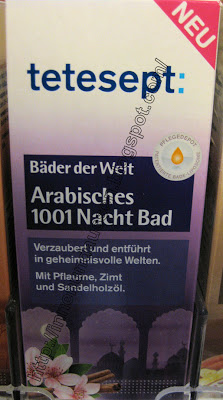 NEU
tetesept:
PFLEGEDEPOT
Bäder der Welt
Arabisches
1001 Nacht Bad
Verzaubert und entführt
in geheimnisvolle Welten.
Mit Pflaume, Zimt
und Sandelholzöl.